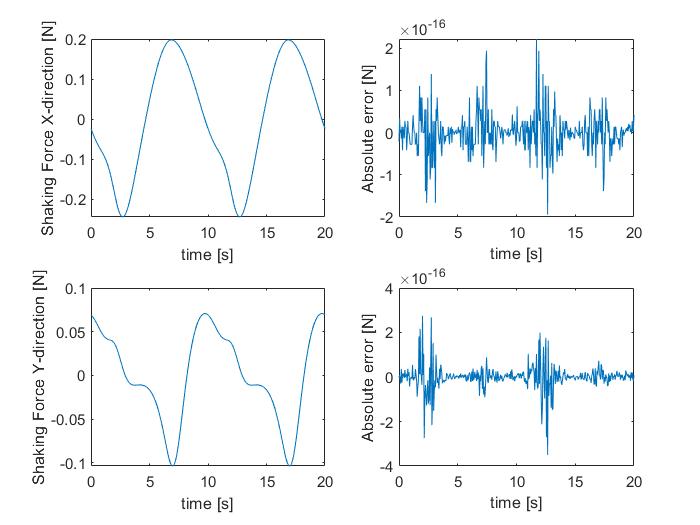 Shaking Force X-direction [N]
0.2
0.1
0
-0.1
-0.2
0 5 10 15 20
time [s]
Absolute error [N]
×10-16
2
1
0
-1
-2
0 5 10 15 20
time [s]
Shaking Force Y-direction [N]
0.1
0.05
0
-0.05
-0.1
0 5 10 15 20
time [s]
Absolute error [N]
×10-16
4
2
0
-2
-4
0 5 10 15 20
time [s]